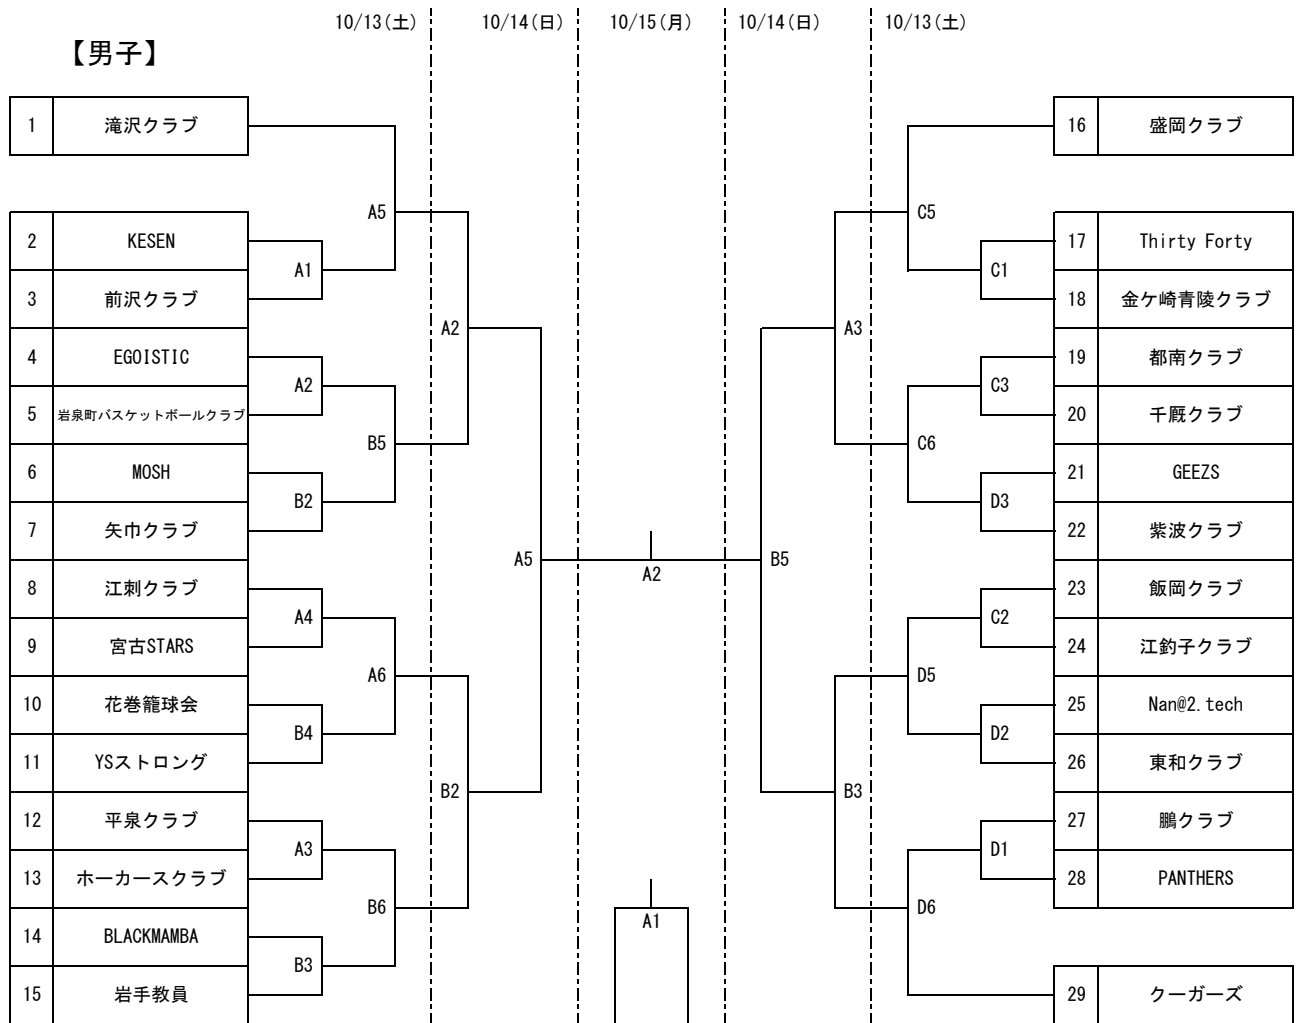 10/13(土) 10/14(日) 10/15(月) 10/14(日) 10/13(土)
【男子】
1 滝沢クラブ 16 盛岡クラブ
A5 C5
2 KESEN 17 Thirty Forty
A1 C1
3 前沢クラブ 18 金ケ崎青陵クラブ
A2 A3
4 EGOISTIC 19 都南クラブ
A2 C3
5 岩泉町バスケットボールクラブ 20 千厩クラブ
B5 C6
6 MOSH 21 GEEZS
B2 D3
7 矢巾クラブ 22 紫波クラブ
A5 A2 B5
8 江刺クラブ 23 飯岡クラブ
A4 C2
9 宮古STARS 24 江釣子クラブ
A6 D5
10 花巻籠球会 25 Nan@2.tech
B4 D2
11 YSストロング 26 東和クラブ
B2 B3
12 平泉クラブ 27 鵬クラブ
A3 D1
13 ホーカースクラブ 28 PANTHERS
B6 A1 D6
14 BLACKMAMBA
B3
15 岩手教員 29 クーガーズ